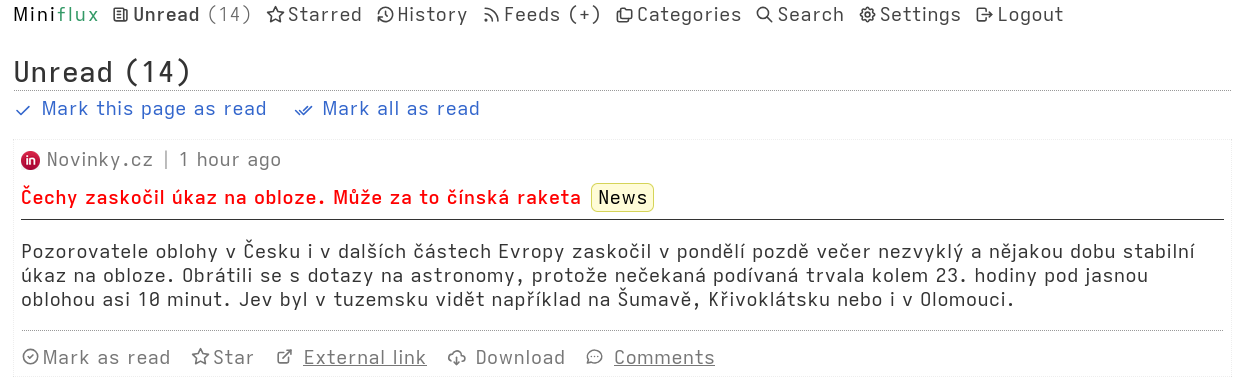 Miniflux Unread (14) Starred History Feeds (+) Categories Search Settings Logout
Unread (14)
Mark this page as read Mark all as read
in Novinky.cz | 1 hour ago
Čechy zaskočil úkaz na obloze. Může za to čínská raketa News
Pozorovatele oblohy v Česku i v dalších částech Evropy zaskočil v pondělí pozdě večer nezvyklý a nějakou dobu stabilní
úkaz na obloze. Obrátili se s dotazy na astronomy, protože nečekaná podívaná trvala kolem 23. hodiny pod jasnou
oblohou asi 10 minut. Jev byl v tuzemsku vidět například na Šumavě, Křivoklátsku nebo i v Olomouci.
Mark as read Star External link Download Comments